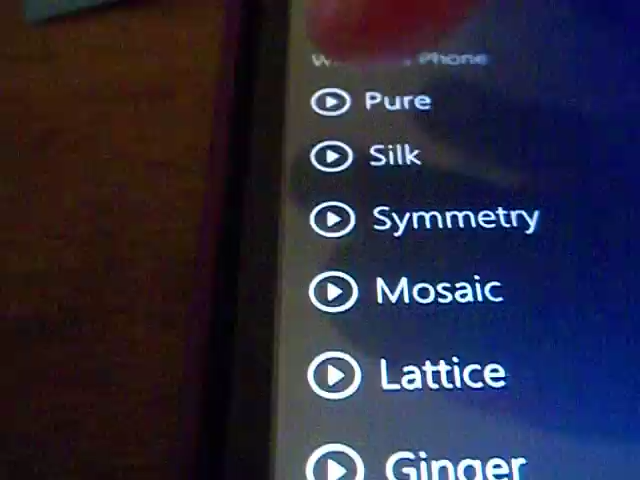 Phone
Pure
Silk
Symmetry
Mosaic
Lattice
Ginger